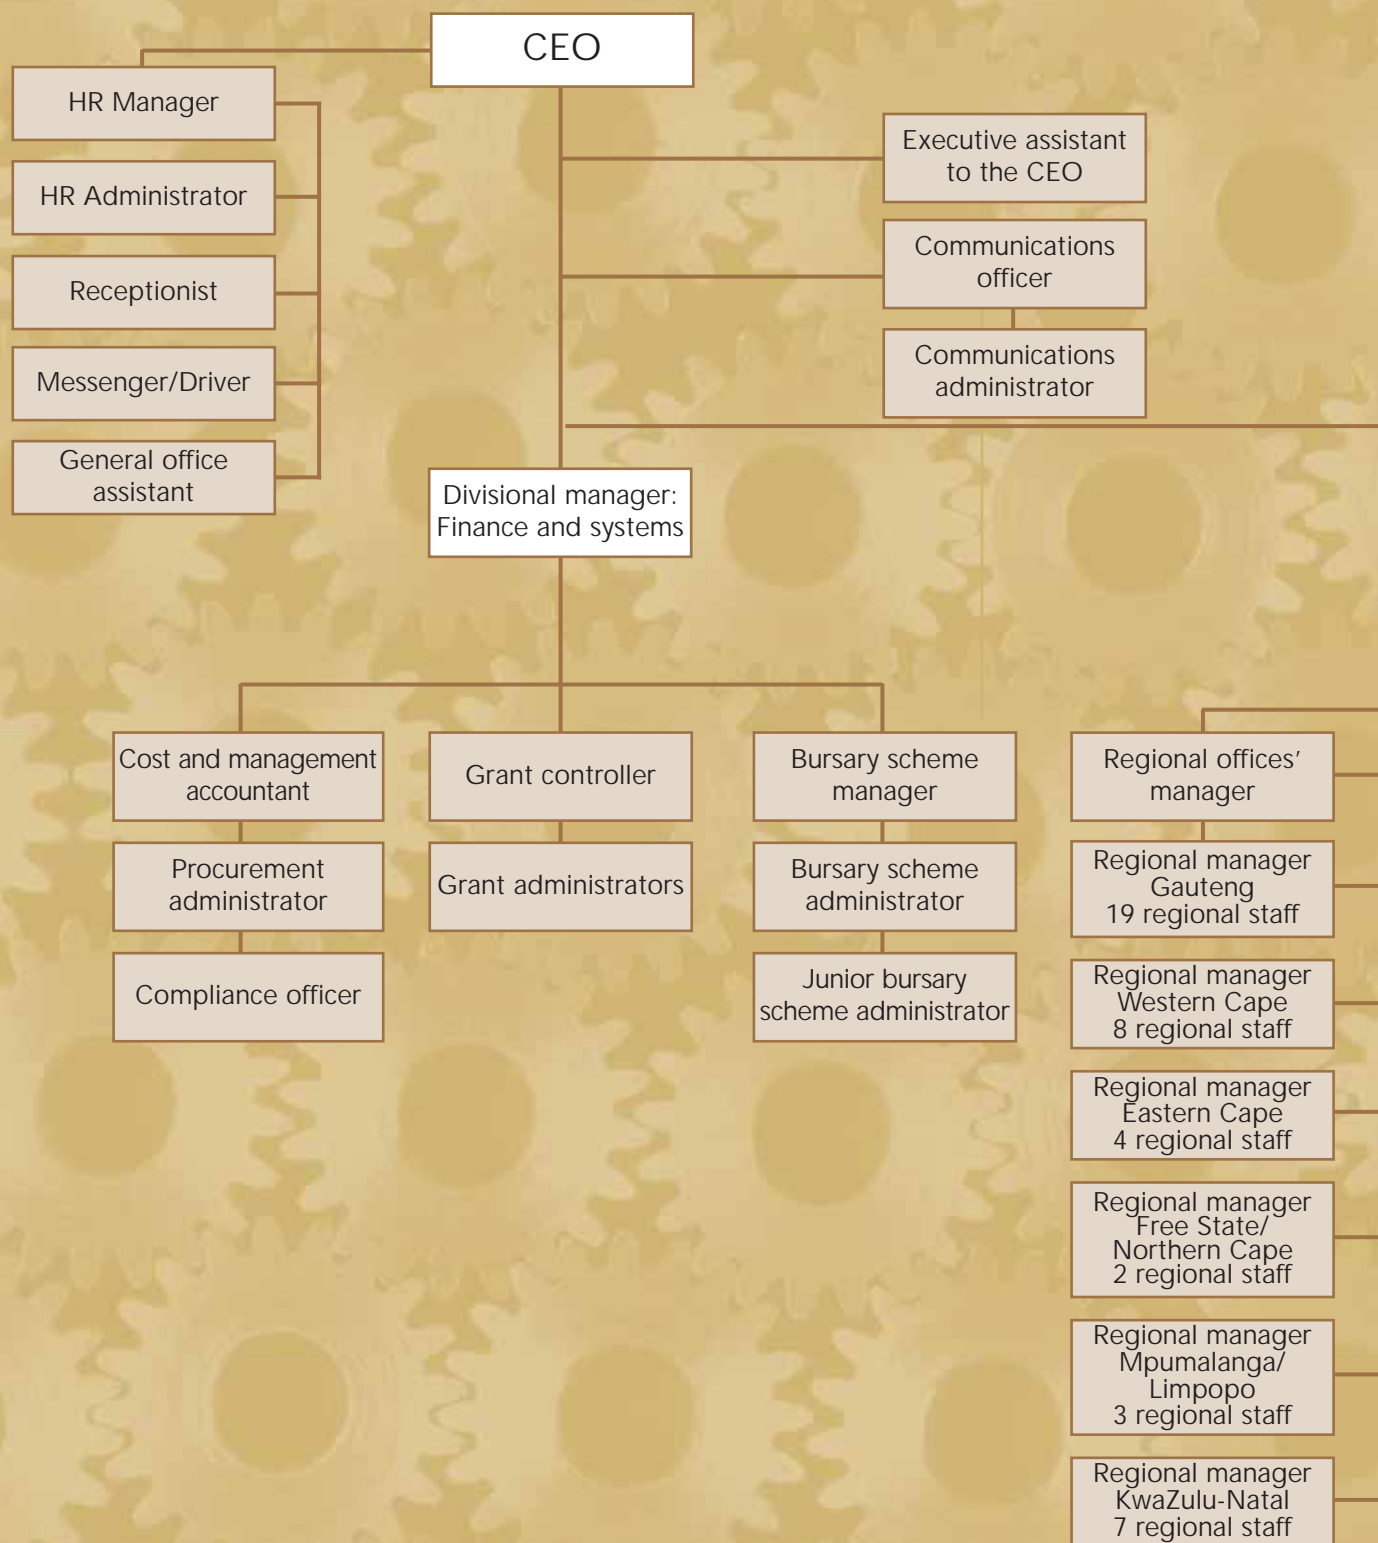 CEO
HR Manager
HR Administrator
Receptionist
Messenger/Driver
General office
assistant
Executive assistant
to the CEO
Communications
officer
Communications
administrator
Divisional manager:
Finance and systems
Cost and management
accountant
Procurement
administrator
Compliance officer
Grant controller
Grant administrators
Bursary scheme
manager
Bursary scheme
administrator
Junior bursary
scheme administrator
Regional offices’
manager
Regional manager
Gauteng
19 regional staff
Regional manager
Western Cape
8 regional staff
Regional manager
Eastern Cape
4 regional staff
Regional manager
Free State/
Northern Cape
2 regional staff
Regional manager
Mpumalanga/
Limpopo
3 regional staff
Regional manager
KwaZulu-Natal
7 regional staff